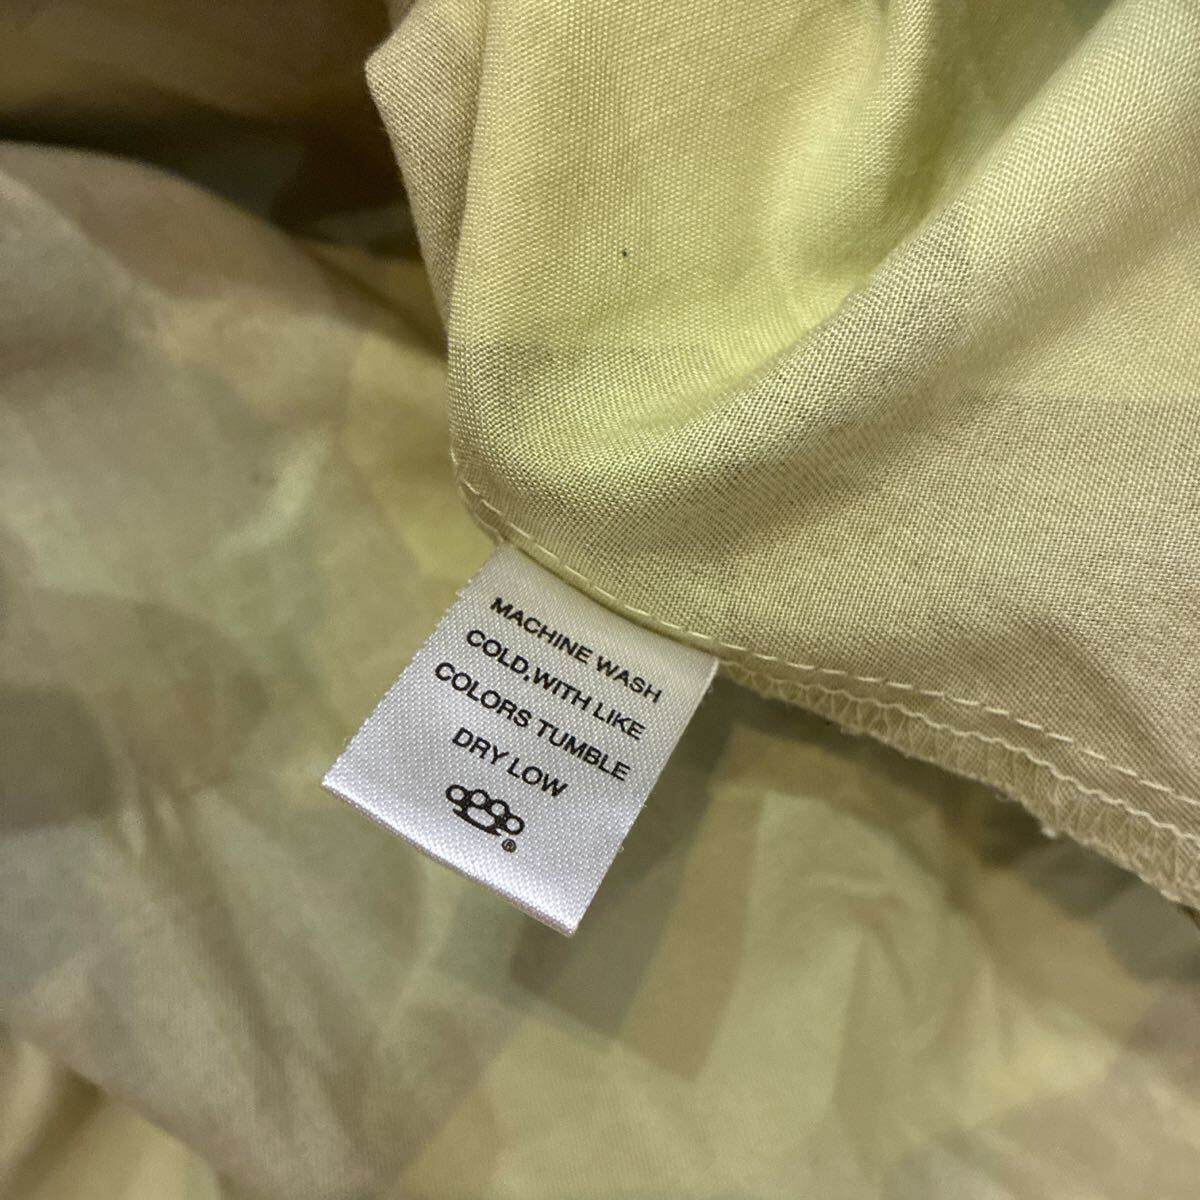 MACHINE WASH
COLD,WITH LIKE
COLORS TUMBLE
DRY LOW
®